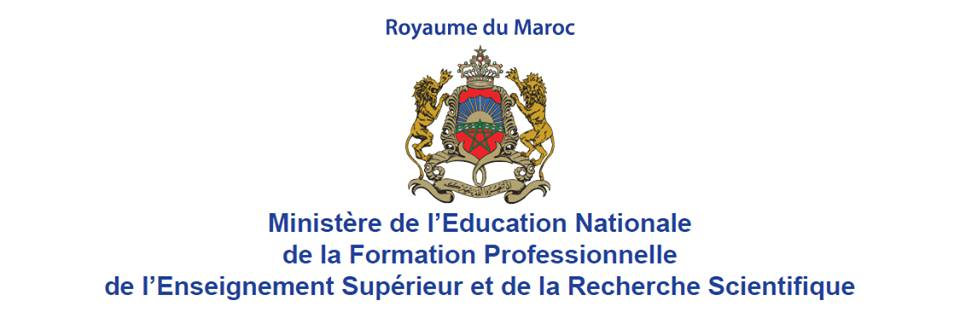 Royaume du Maroc
Ministère de l'Education Nationale
de la Formation Professionnelle
de l'Enseignement Supérieur et de la Recherche Scientifique